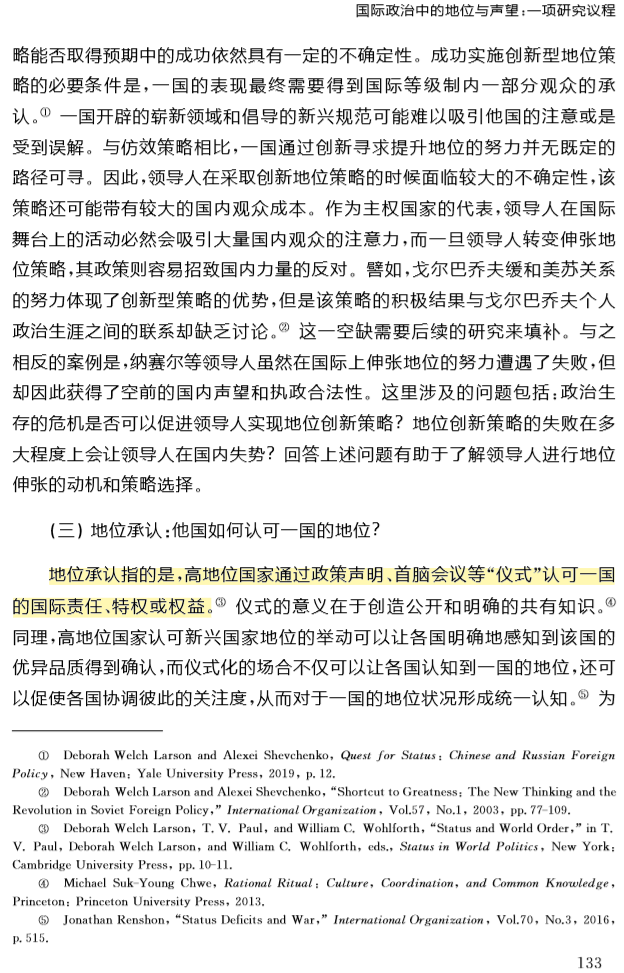 国际政治中的地位与声望:一项研究议程
略能否取得预期中的成功依然具有一定的不确定性。成功实施创新型地位策
略的必要条件是,一国的表现最终需要得到国际等级制内一部分观众的承
认。① 一国开辟的崭新领域和倡导的新兴规范可能难以吸引他国的注意或是
受到误解。与仿效策略相比,一国通过创新寻求提升地位的努力并无既定的
路径可寻。因此,领导人在采取创新地位策略的时候面临较大的不确定性,该
策略还可能带有较大的国内观众成本。作为主权国家的代表,领导人在国际
舞台上的活动必然会吸引大量国内观众的注意力,而一旦领导人转变伸张地
位策略,其政策则容易招致国内力量的反对。譬如,戈尔巴乔夫缓和美苏关系
的努力体现了创新型策略的优势,但是该策略的积极结果与戈尔巴乔夫个人
政治生涯之间的联系却缺乏讨论。② 这一空缺需要后续的研究来填补。与之
相反的案例是,纳赛尔等领导人虽然在国际上伸张地位的努力遭遇了失败,但
却因此获得了空前的国内声望和执政合法性。这里涉及的问题包括:政治生
存的危机是否可以促进领导人实现地位创新策略? 地位创新策略的失败在多
大程度上会让领导人在国内失势? 回答上述问题有助于了解领导人进行地位
伸张的动机和策略选择。
(三) 地位承认:他国如何认可一国的地位?
地位承认指的是,高地位国家通过政策声明、首脑会议等“仪式”认可一国
的国际责任、特权或权益。③ 仪式的意义在于创造公开和明确的共有知识。④
同理,高地位国家认可新兴国家地位的举动可以让各国明确地感知到该国的
优异品质得到确认,而仪式化的场合不仅可以让各国认知到一国的地位,还可
以促使各国协调彼此的关注度,从而对于一国的地位状况形成统一认知。⑤ 为
① Deborah Welch Larson and Alexei Shevchenko, Quest for Status: Chinese and Russian Foreign
Policy, New Haven: Yale University Press, 2019, p.12.
② Deborah Welch Larson and Alexei Shevchenko, “Shortcut to Greatness: The New Thinking and the
Revolution in Soviet Foreign Policy,” International Organization, Vol.57, No.1, 2003, pp.77-109.
③ Deborah Welch Larson, T. V. Paul, and William C. Wohlforth, “Status and World Order,” in T.
V. Paul, Deborah Welch Larson, and William C. Wohlforth, eds., Status in World Politics, New York:
Cambridge University Press, pp.10-11.
④ Michael Suk-Young Chwe, Rational Ritual: Culture, Coordination, and Common Knowledge,
Princeton: Princeton University Press, 2013.
⑤ Jonathan Renshon, “Status Deficits and War,” International Organization, Vol.70, No.3, 2016,
p.515.
133